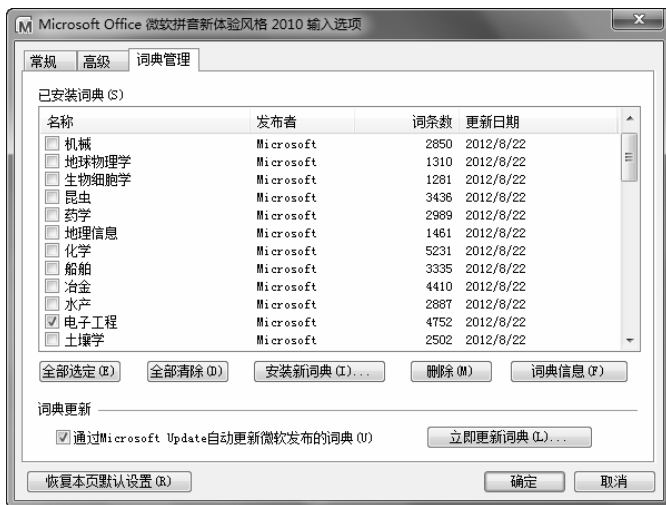 Microsoft Office 微软拼音新体验风格 2010 输入选项
常规 高级 词典管理
已安装词典(S)
名称 发布者 词条数 更新日期
机械 Microsoft 2850 2012/8/22
地球物理学 Microsoft 1310 2012/8/22
生物细胞学 Microsoft 1281 2012/8/22
昆虫 Microsoft 3436 2012/8/22
药学 Microsoft 2989 2012/8/22
地理信息 Microsoft 1461 2012/8/22
化学 Microsoft 5231 2012/8/22
船舶 Microsoft 3335 2012/8/22
冶金 Microsoft 4410 2012/8/22
水产 Microsoft 2887 2012/8/22
电子工程 Microsoft 4752 2012/8/22
土壤学 Microsoft 2502 2012/8/22
全部选定(E) 全部清除(D) 安装新词典(I)... 删除(M) 词典信息(F)
词典更新
通过Microsoft Update自动更新微软发布的词典(U) 立即更新词典(L)...
恢复本页默认设置(R) 确定 取消